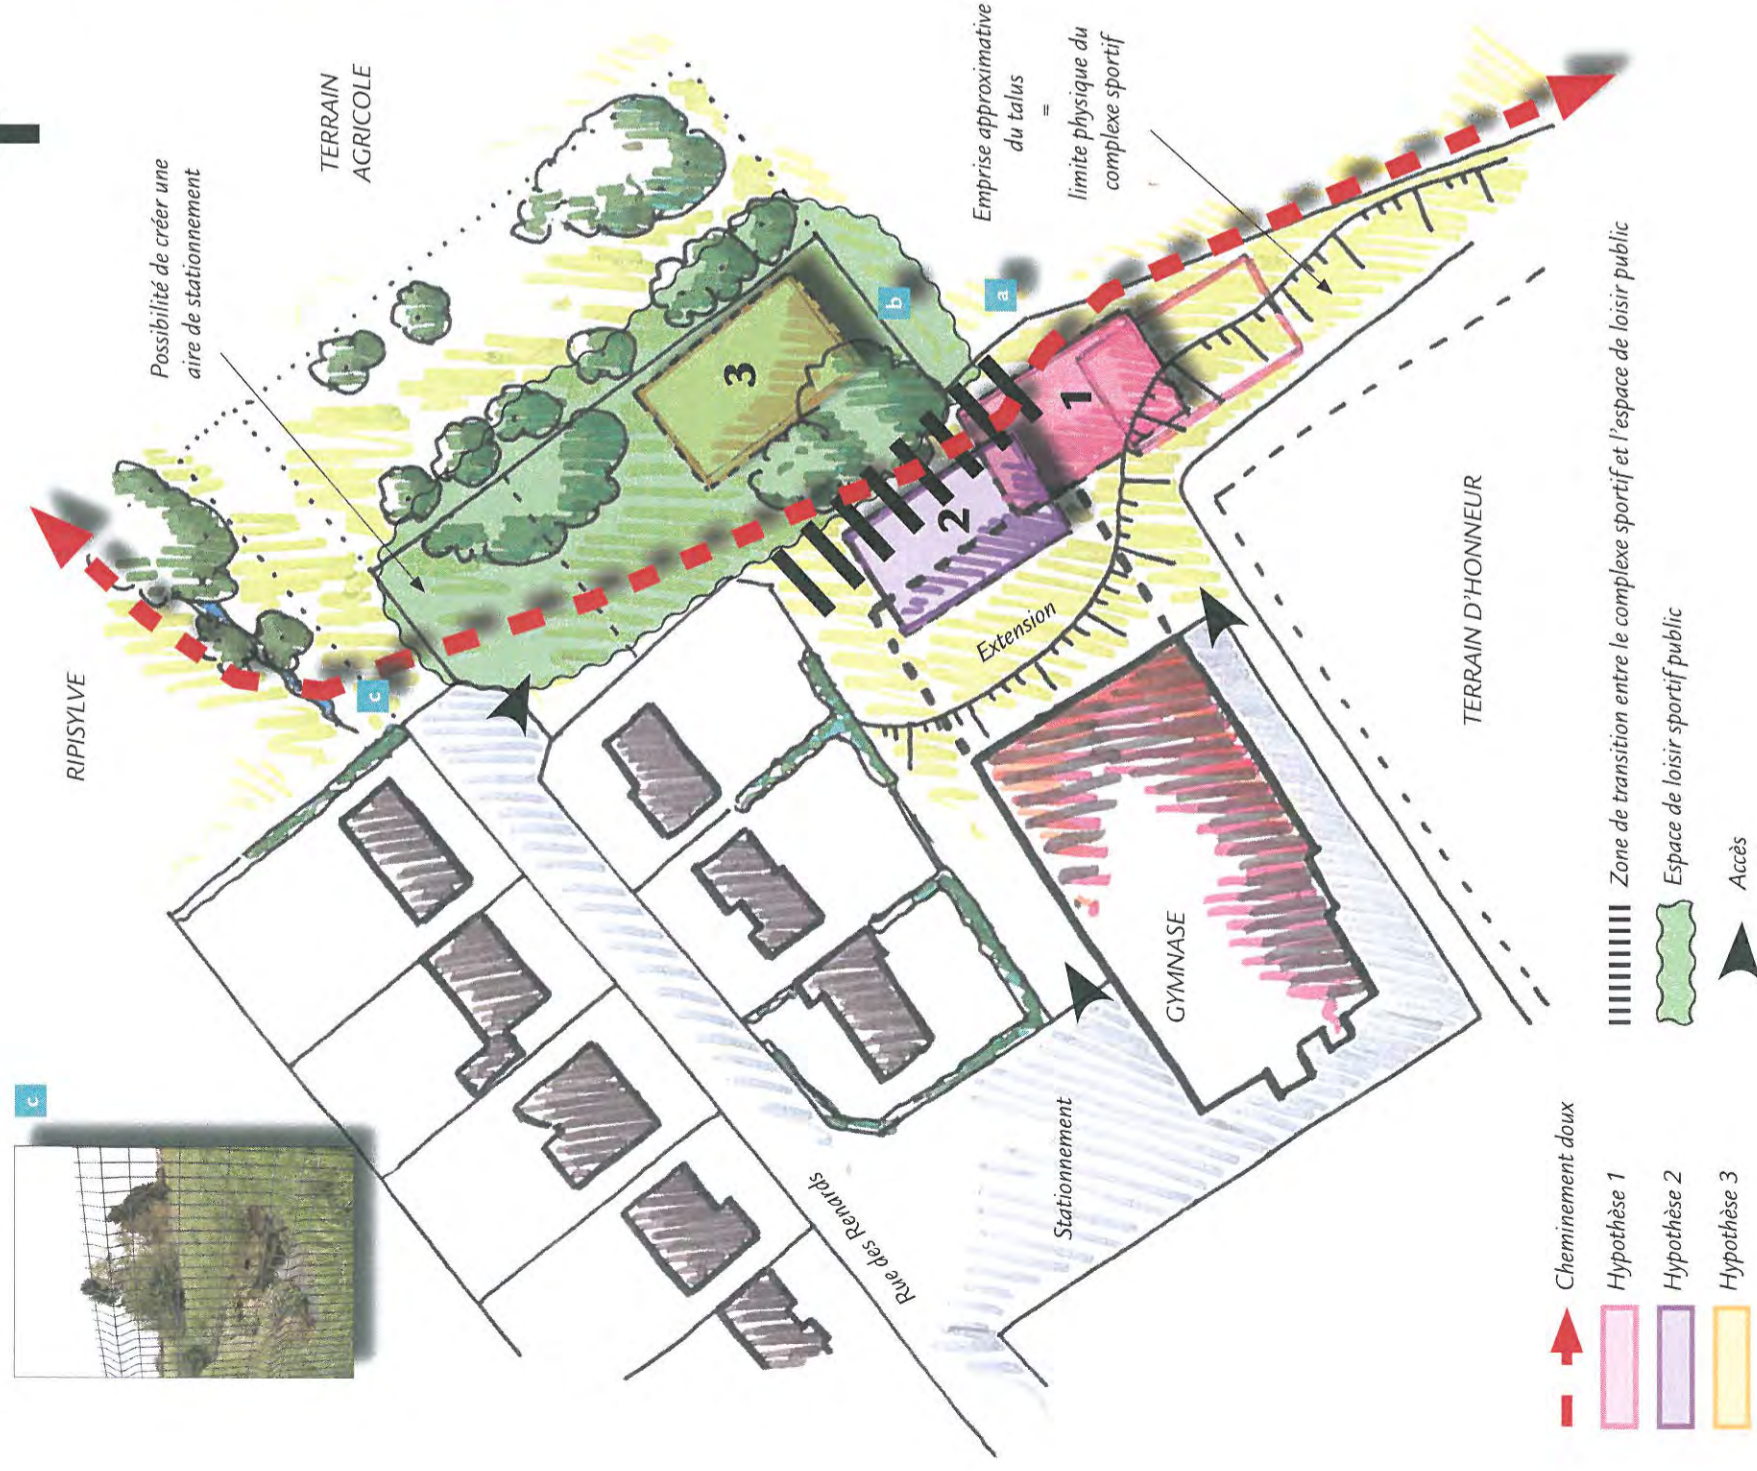 c
RIPISYLVE
Possibilité de créer une
aire de stationnement
TERRAIN
AGRICOLE
c
3
b
a
Emprise approximative
du talus
=
limite physique du
complexe sportif
2
1
Extension
Rue des Renards
Stationnement
GYMNASE
TERRAIN D'HONNEUR
Cheminement doux
Hypothèse 1
Hypothèse 2
Hypothèse 3
Zone de transition entre le complexe sportif et l'espace de loisir public
Espace de loisir sportif public
Accès